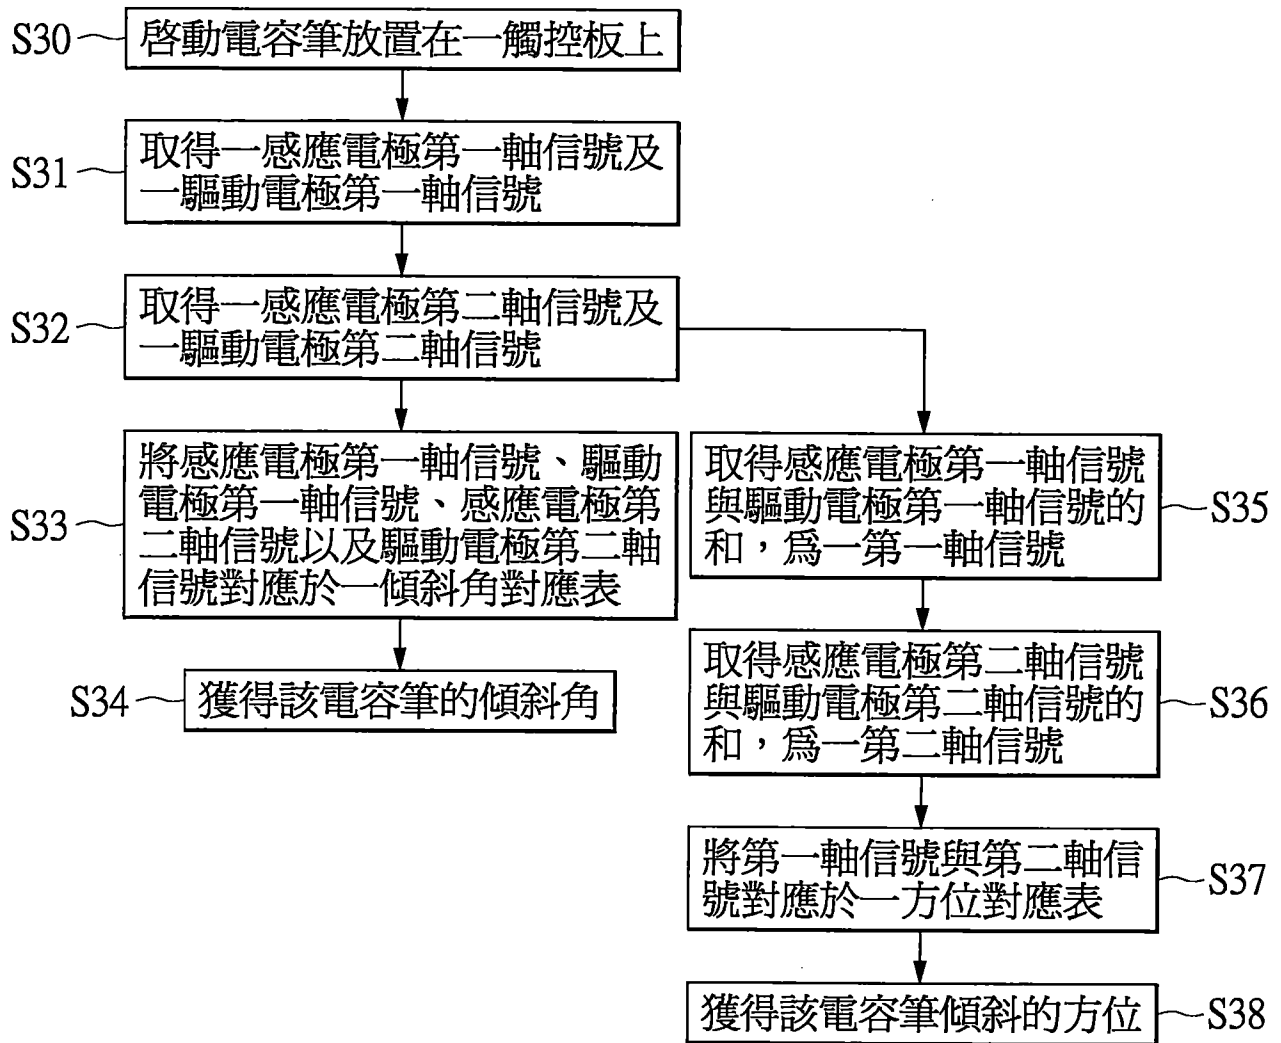 S30
啓動電容筆放置在一觸控板上
S31
取得一感應電極第一軸信號及
一驅動電極第一軸信號
S32
取得一感應電極第二軸信號及
一驅動電極第二軸信號
S33
將感應電極第一軸信號、驅動
電極第一軸信號、感應電極第
二軸信號以及驅動電極第二軸
信號對應於一傾斜角對應表
S34
獲得該電容筆的傾斜角
取得感應電極第一軸信號
與驅動電極第一軸信號的
和，爲一第一軸信號
S35
取得感應電極第二軸信號
與驅動電極第二軸信號的
和，爲一第二軸信號
S36
將第一軸信號與第二軸信
號對應於一方位對應表
S37
獲得該電容筆傾斜的方位
S38